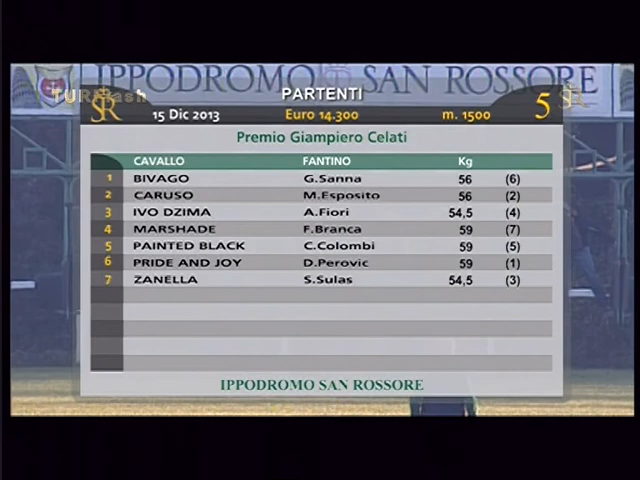 IPPODROMO SAN ROSSORE
TURFlash
SR
PARTENTI
5
15 Dic 2013 Euro 14.300 m. 1500
Premio Giampiero Celati
CAVALLO FANTINO Kg
1 BIVAGO G.Sanna 56 (6)
2 CARUSO M.Esposito 56 (2)
3 IVO DZIMA A.Fiori 54,5 (4)
4 MARSHADE F.Branca 59 (7)
5 PAINTED BLACK C.Colombi 59 (5)
6 PRIDE AND JOY D.Perovic 59 (1)
7 ZANELLA S.Sulas 54,5 (3)
IPPODROMO SAN ROSSORE